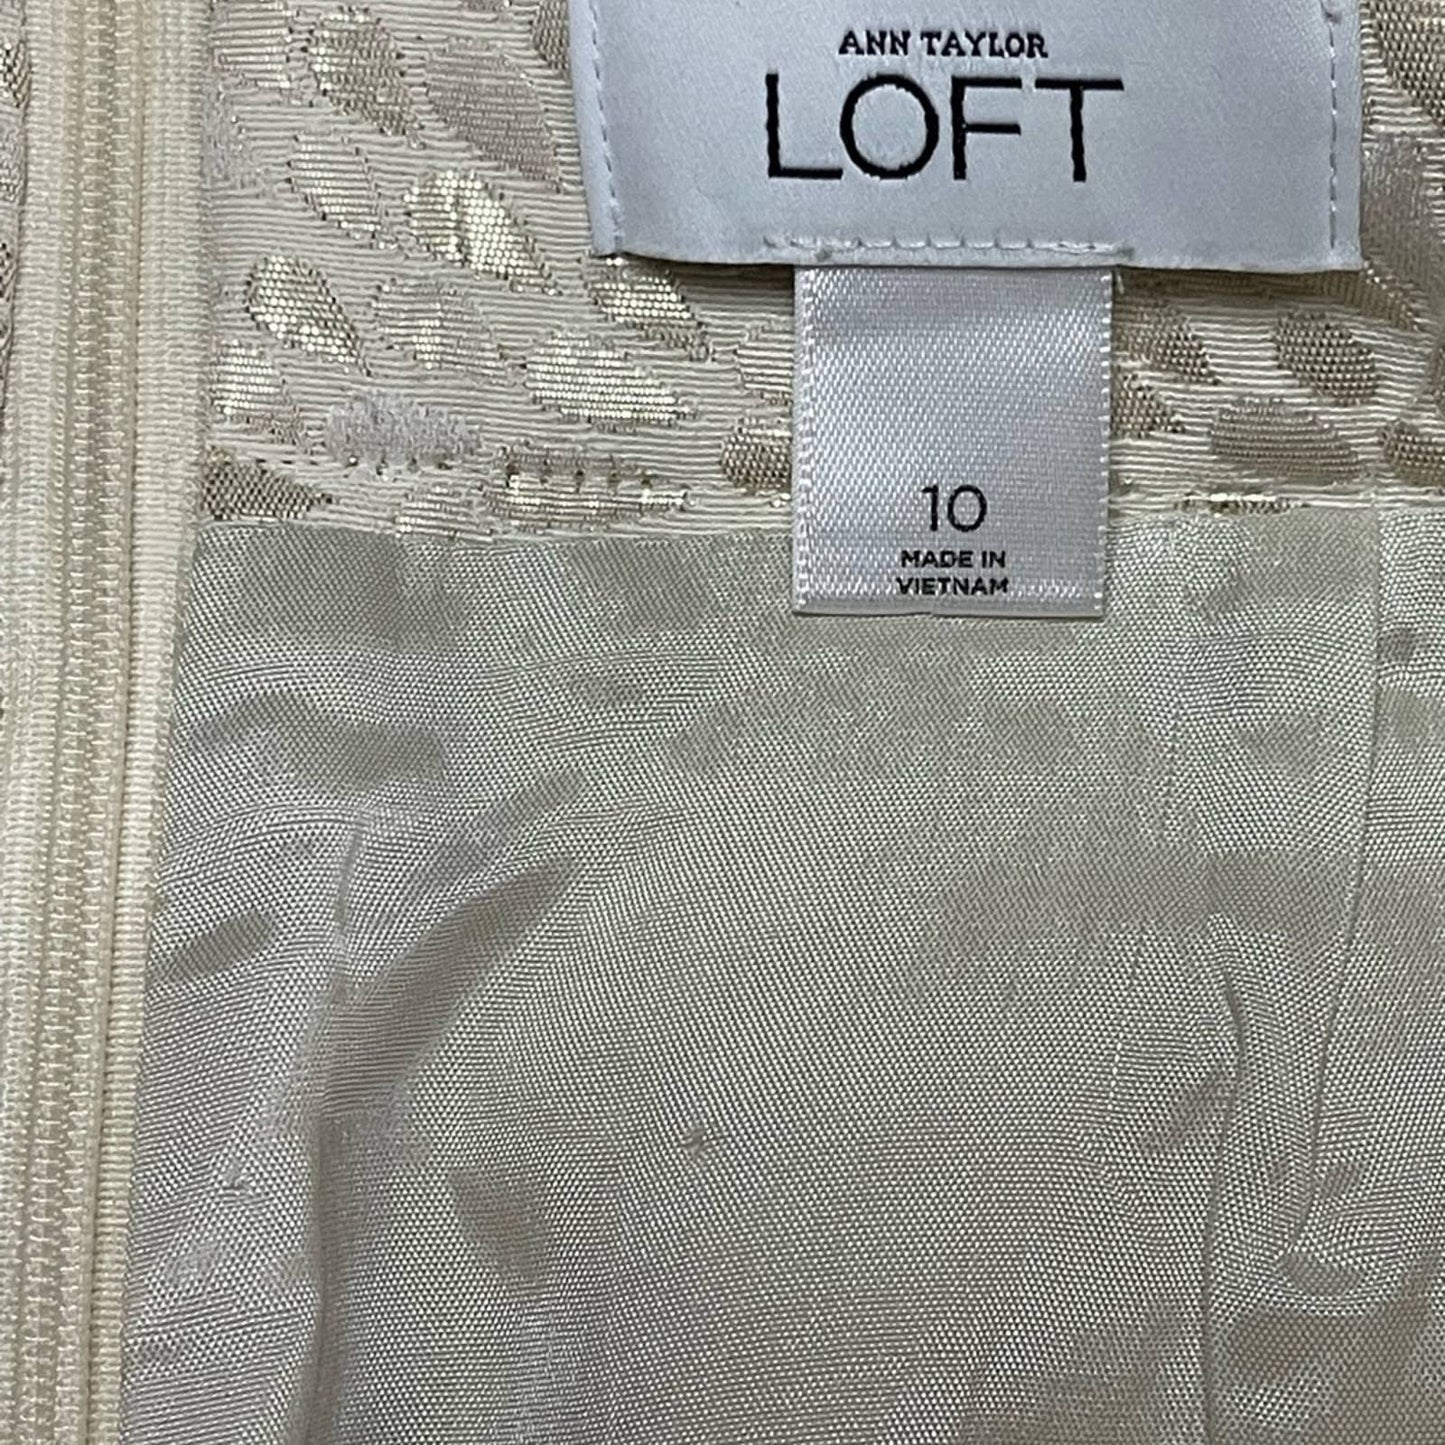 ANN TAYLOR
LOFT
10
MADE IN
VIETNAM